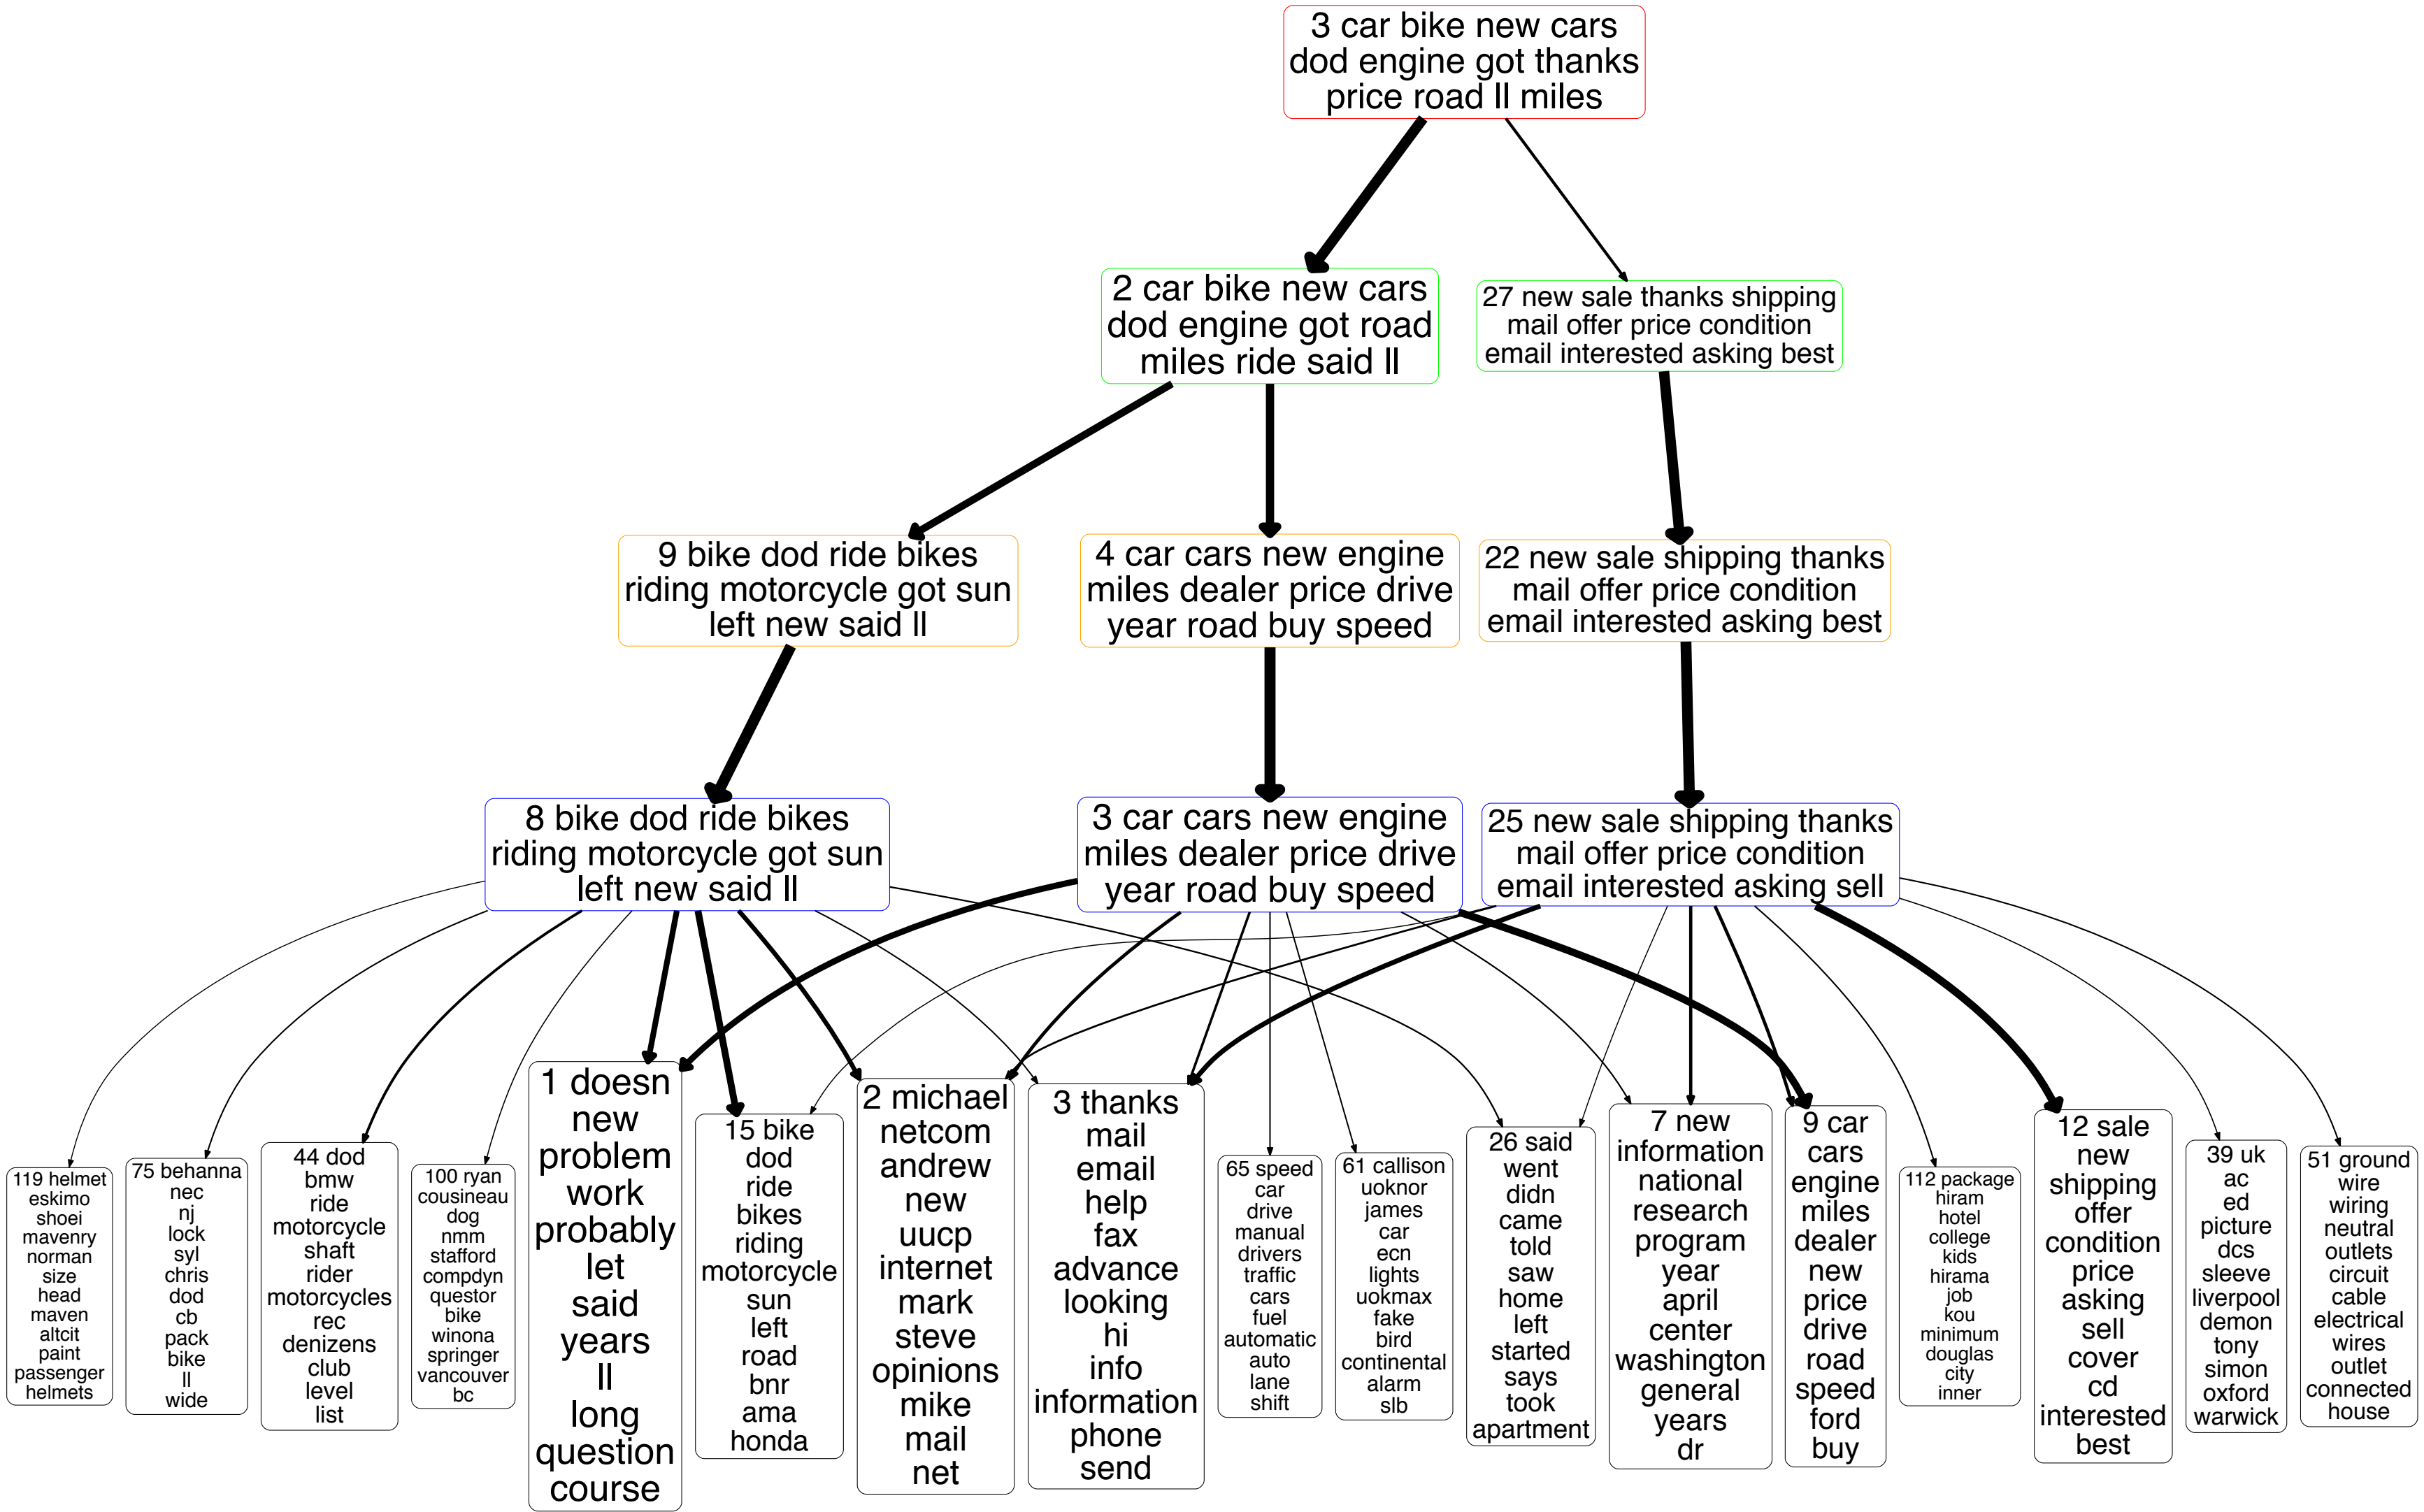 3 car bike new cars
dod engine got thanks
price road ll miles
2 car bike new cars
dod engine got road
miles ride said ll
27 new sale thanks shipping
mail offer price condition
email interested asking best
9 bike dod ride bikes
riding motorcycle got sun
left new said ll
4 car cars new engine
miles dealer price drive
year road buy speed
22 new sale shipping thanks
mail offer price condition
email interested asking best
8 bike dod ride bikes
riding motorcycle got sun
left new said ll
3 car cars new engine
miles dealer price drive
year road buy speed
25 new sale shipping thanks
mail offer price condition
email interested asking sell
119 helmet
eskimo
shoei
mavenry
norman
size
head
maven
altcit
paint
passenger
helmets
75 behanna
nec
nj
lock
syl
chris
dod
cb
pack
bike
ll
wide
44 dod
bmw
ride
motorcycle
shaft
rider
motorcycles
rec
denizens
club
level
list
100 ryan
cousineau
dog
nmm
stafford
compdyn
questor
bike
winona
springer
vancouver
bc
1 doesn
new
problem
work
probably
let
said
years
ll
long
question
course
15 bike
dod
ride
bikes
riding
motorcycle
sun
left
road
bnr
ama
honda
2 michael
netcom
andrew
new
uucp
internet
mark
steve
opinions
mike
mail
net
3 thanks
mail
email
help
fax
advance
looking
hi
info
information
phone
send
65 speed
car
drive
manual
drivers
traffic
cars
fuel
automatic
auto
lane
shift
61 callison
uoknor
james
car
ecn
lights
uokmax
fake
bird
continental
alarm
slb
26 said
went
didn
came
told
saw
home
left
started
says
took
apartment
7 new
information
national
research
program
year
april
center
washington
general
years
dr
9 car
cars
engine
miles
dealer
new
price
drive
road
speed
ford
buy
112 package
hiram
hotel
college
kids
hirama
job
kou
minimum
douglas
city
inner
12 sale
new
shipping
offer
condition
price
asking
sell
cover
cd
interested
best
39 uk
ac
ed
picture
dcs
sleeve
liverpool
demon
tony
simon
oxford
warwick
51 ground
wire
wiring
neutral
outlets
circuit
cable
electrical
wires
outlet
connected
house